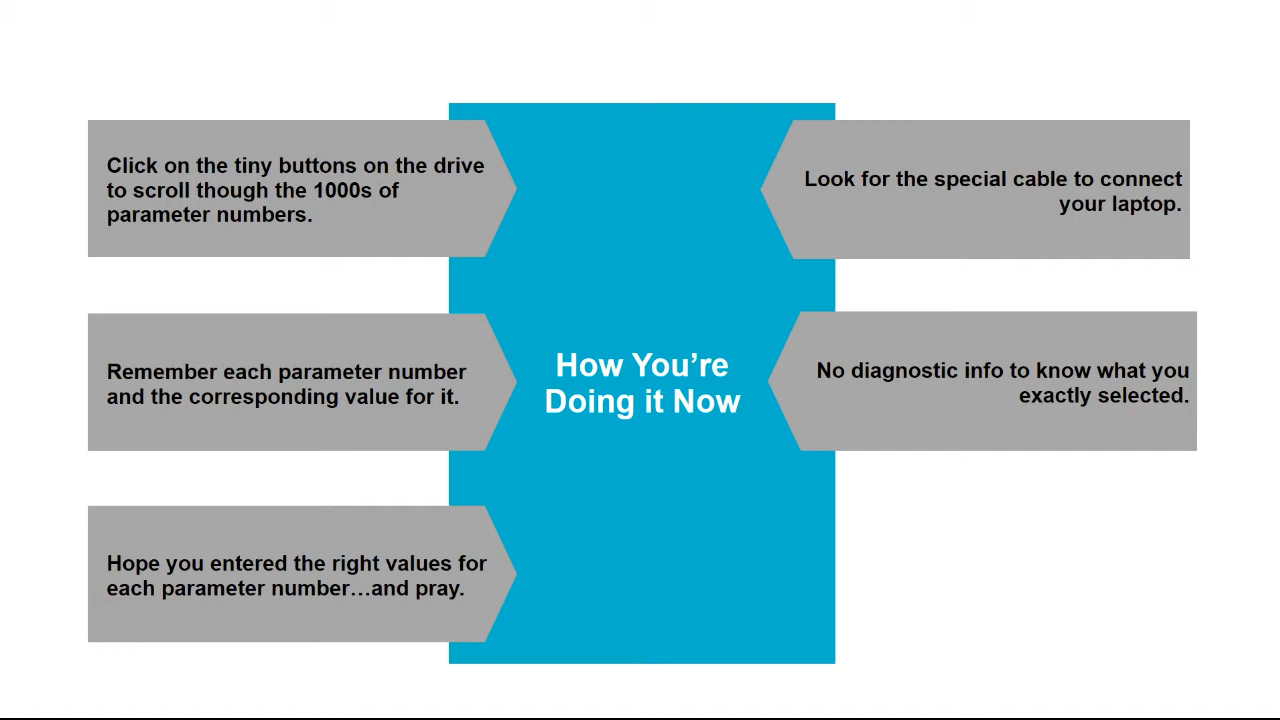 Click on the tiny buttons on the drive
to scroll though the 1000s of
parameter numbers.
Remember each parameter number
and the corresponding value for it.
Hope you entered the right values for
each parameter number…and pray.
How You’re
Doing it Now
Look for the special cable to connect
your laptop.
No diagnostic info to know what you
exactly selected.